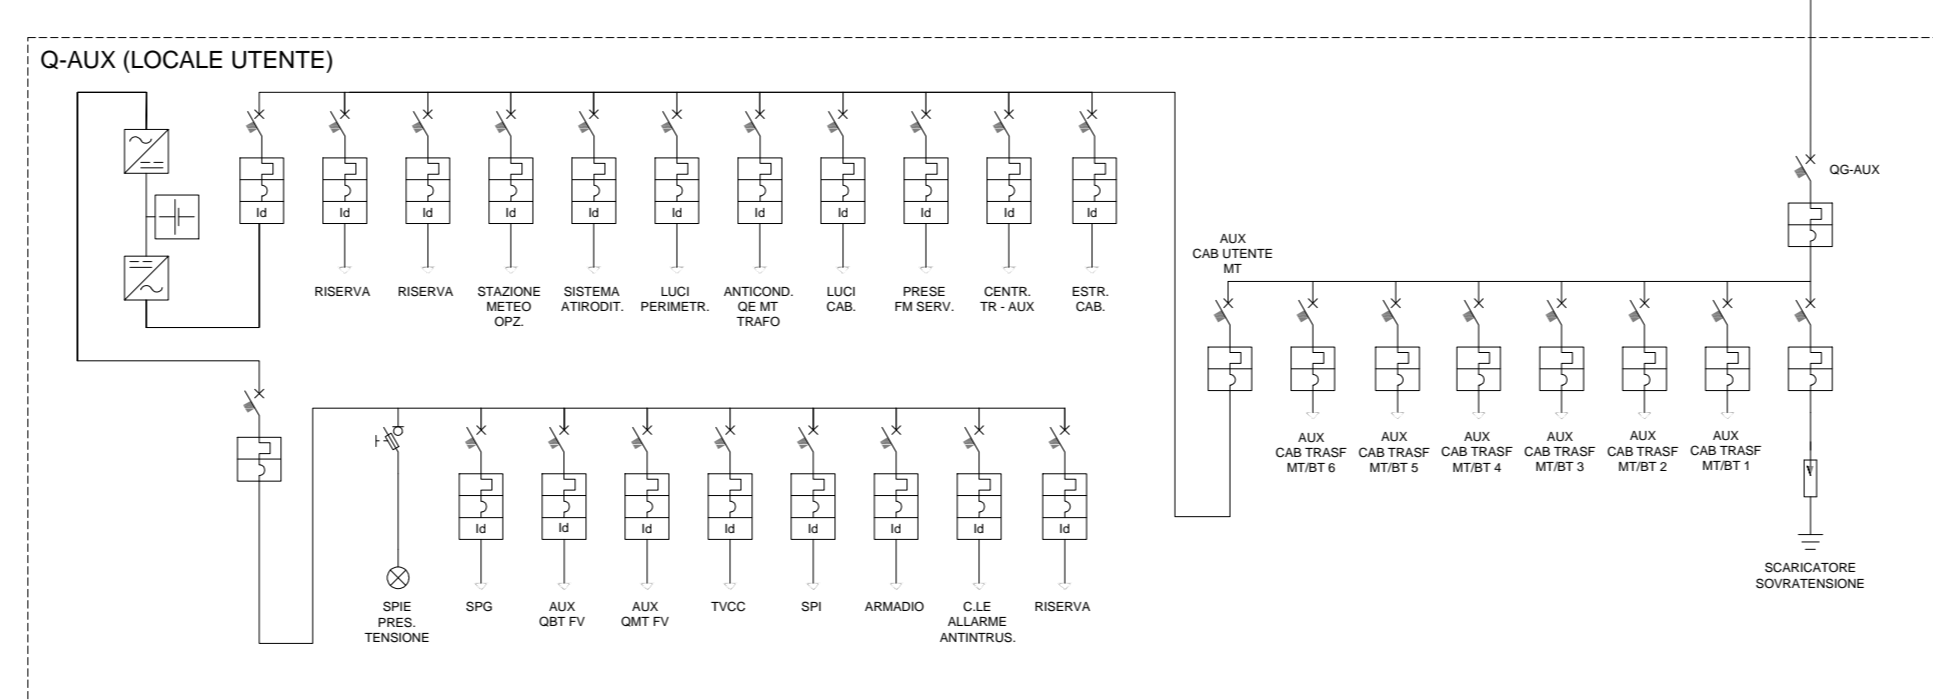 Q-AUX (LOCALE UTENTE)
QG-AUX
Id
Id
Id
Id
Id
Id
Id
Id
Id
Id
Id
AUX
CAB UTENTE
MT
RISERVA
RISERVA
STAZIONE
METEO
OPZ.
SISTEMA
ATIRODIT.
LUCI
PERIMETR.
ANTICOND.
QE MT
TRAFO
LUCI
CAB.
PRESE
FM SERV.
CENTR.
TR - AUX
ESTR.
CAB.
AUX
CAB TRASF
MT/BT 6
AUX
CAB TRASF
MT/BT 5
AUX
CAB TRASF
MT/BT 4
AUX
CAB TRASF
MT/BT 3
AUX
CAB TRASF
MT/BT 2
AUX
CAB TRASF
MT/BT 1
Id
Id
Id
Id
Id
Id
Id
Id
SCARICATORE
SOVRATENSIONE
SPIE
PRES.
TENSIONE
SPG
AUX
QBT FV
AUX
QMT FV
TVCC
SPI
ARMADIO
C.LE
ALLARME
ANTINTRUS.
RISERVA